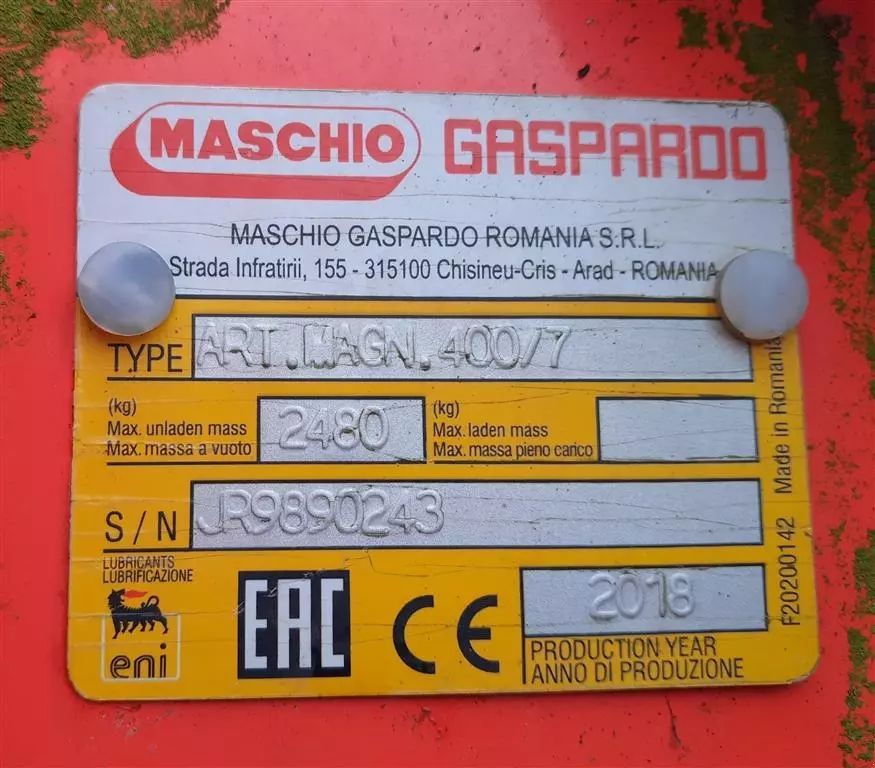 MASCHIO GASPARDO
MASCHIO GASPARDO ROMANIA S.R.L.
Strada Infratirii, 155 - 315100 Chisineu-Cris - Arad - ROMANIA
TYPE ART.MAGN.400/7
(kg)
Max. unladen mass
Max. massa a vuoto
2480
(kg)
Max. laden mass
Max. massa pieno carico
S/N JR9890243
LUBRICANTS
LUBRIFICAZIONE
eni
EAC
CE
2018
PRODUCTION YEAR
ANNO DI PRODUZIONE
F20200142 Made in Romania